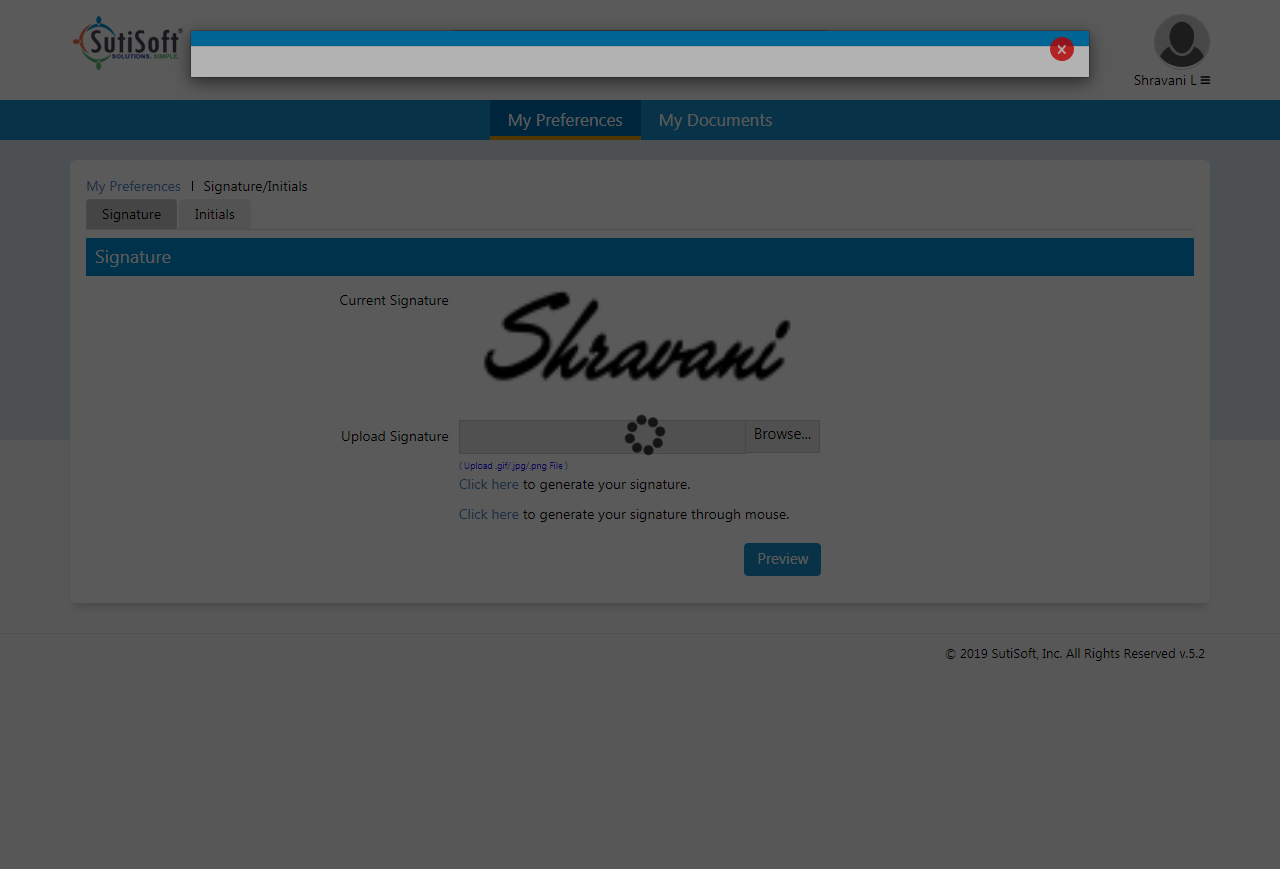 SutiSoft®
SOLUTIONS. SIMPLE.
Shravani L
My Preferences My Documents
My Preferences | Signature/Initials
Signature Initials
Signature
Current Signature
Shravani
Upload Signature Browse...
( Upload .gif/.jpg/.png File )
Click here to generate your signature.
Click here to generate your signature through mouse.
Preview
© 2019 SutiSoft, Inc. All Rights Reserved v.5.2